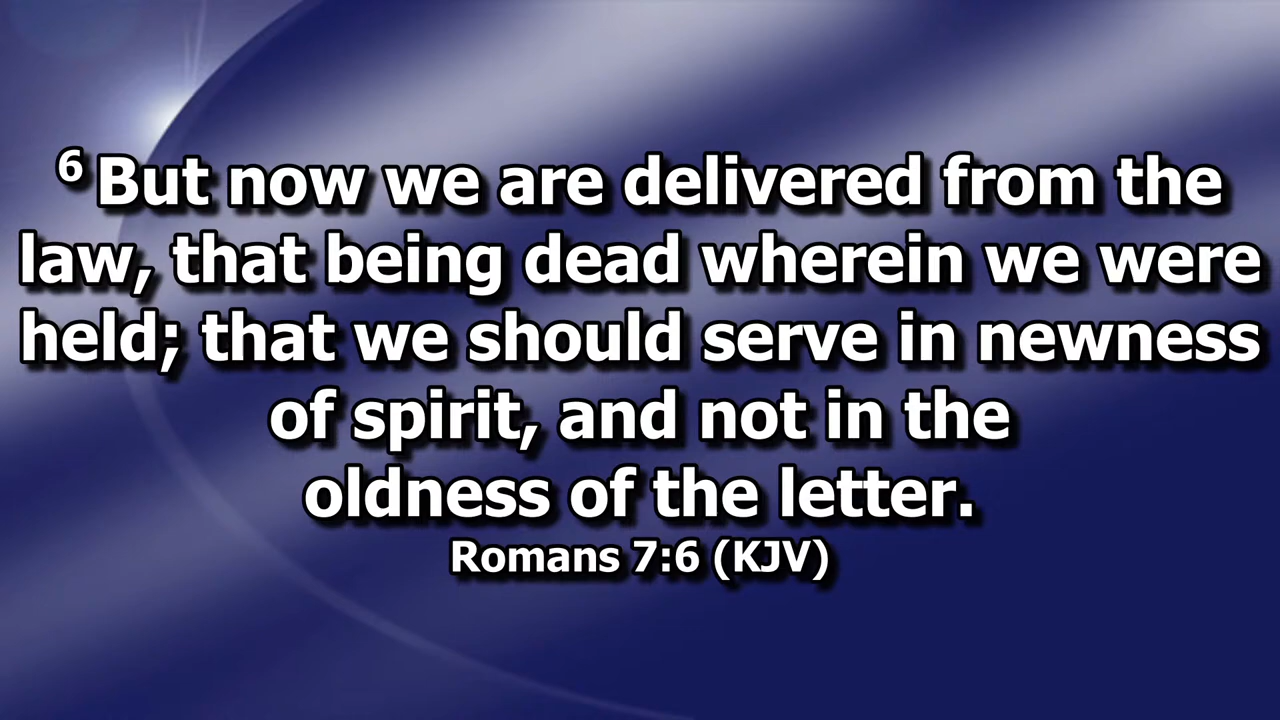 6 But now we are delivered from the
law, that being dead wherein we were
held; that we should serve in newness
of spirit, and not in the
oldness of the letter.
Romans 7:6 (KJV)